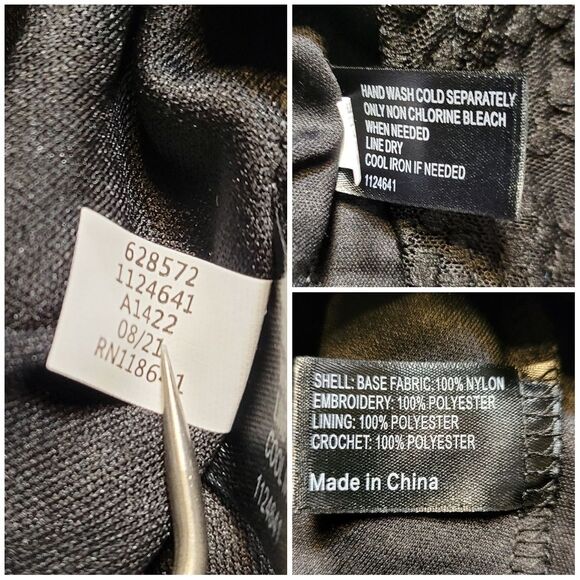 628572
1124641
A1422
08/21
HAND WASH COLD SEPARATELY
ONLY NON CHLORINE BLEACH
WHEN NEEDED
LINE DRY
COOL IRON IF NEEDED
1124641
SHELL: BASE FABRIC: 100% NYLON
EMBROIDERY: 100% POLYESTER
LINING: 100% POLYESTER
CROCHET: 100% POLYESTER
Made in China
1124641